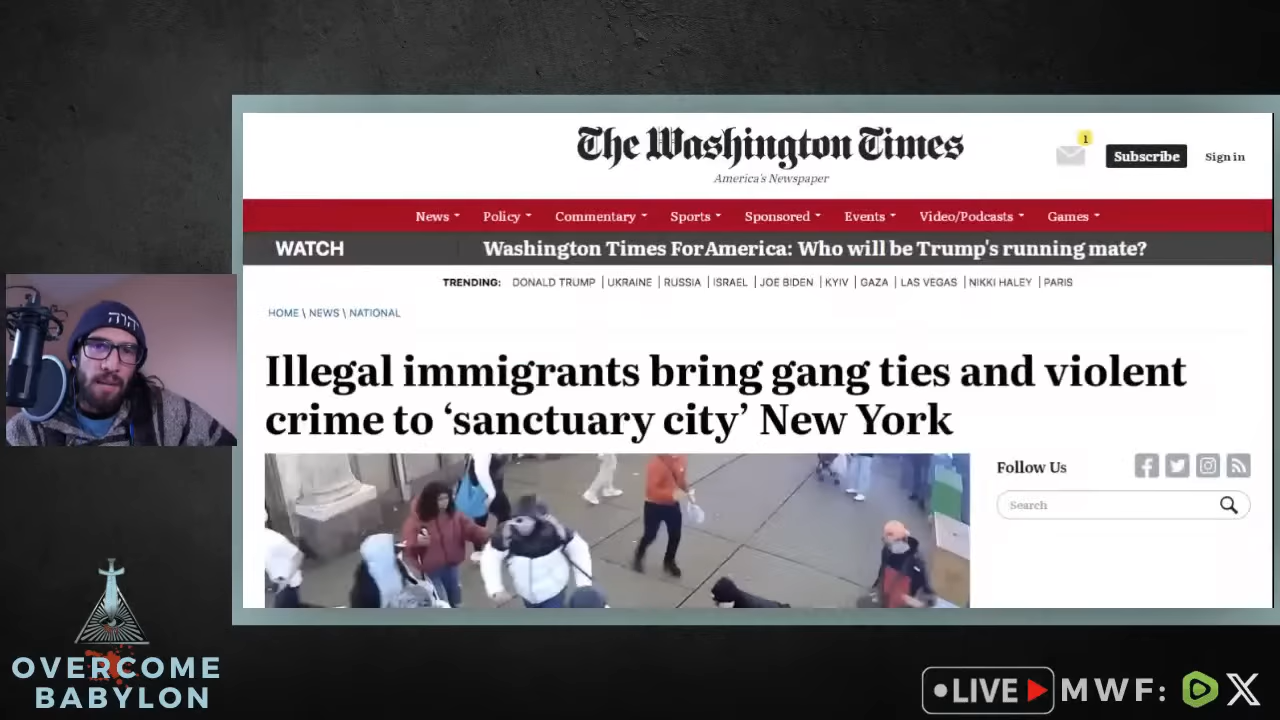 The Washington Times
America's Newspaper
1
Subscribe
Sign in
News
Policy
Commentary
Sports
Sponsored
Events
Video/Podcasts
Games
WATCH
Washington Times For America: Who will be Trump's running mate?
TRENDING: DONALD TRUMP | UKRAINE | RUSSIA | ISRAEL | JOE BIDEN | KYIV | GAZA | LAS VEGAS | NIKKI HALEY | PARIS
HOME \ NEWS \ NATIONAL
Illegal immigrants bring gang ties and violent
crime to ‘sanctuary city’ New York
Follow Us
Search
יהוה
OVERCOME
BABYLON
LIVE
MWF: